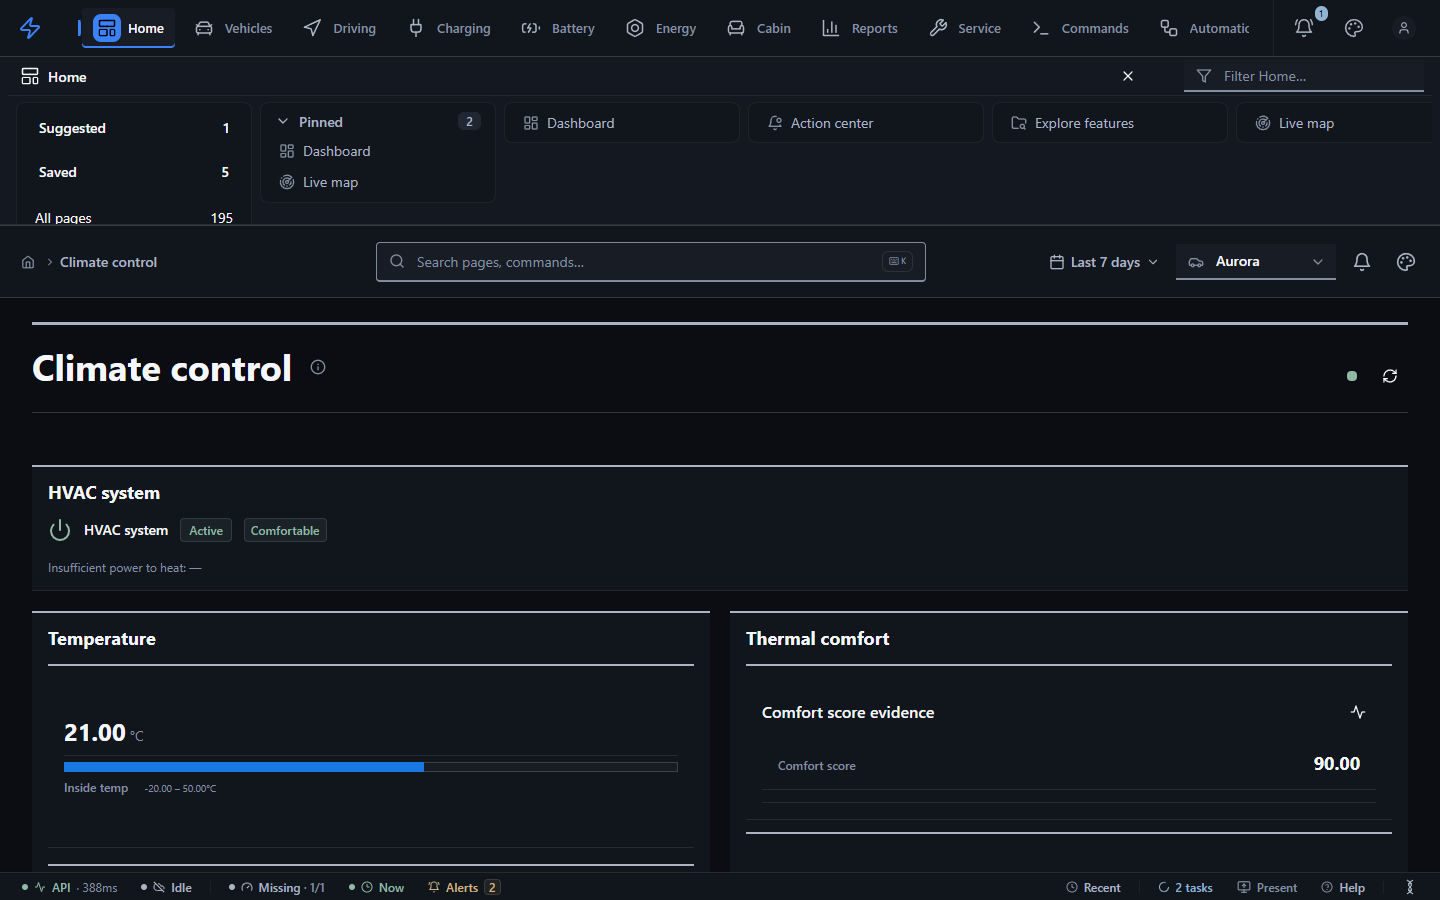 Home
Vehicles
Driving
Charging
Battery
Energy
Cabin
Reports
Service
Commands
Automatic
1
Home
Filter Home...
Suggested 1
Saved 5
All pages 195
Pinned 2
Dashboard
Live map
Dashboard
Action center
Explore features
Live map
Climate control
Search pages, commands...
K
Last 7 days
Aurora
Climate control
HVAC system
HVAC system Active Comfortable
Insufficient power to heat: —
Temperature
21.00 °C
Inside temp -20.00 – 50.00°C
Thermal comfort
Comfort score evidence
Comfort score 90.00
API · 388ms
Idle
Missing · 1/1
Now
Alerts 2
Recent
2 tasks
Present
Help